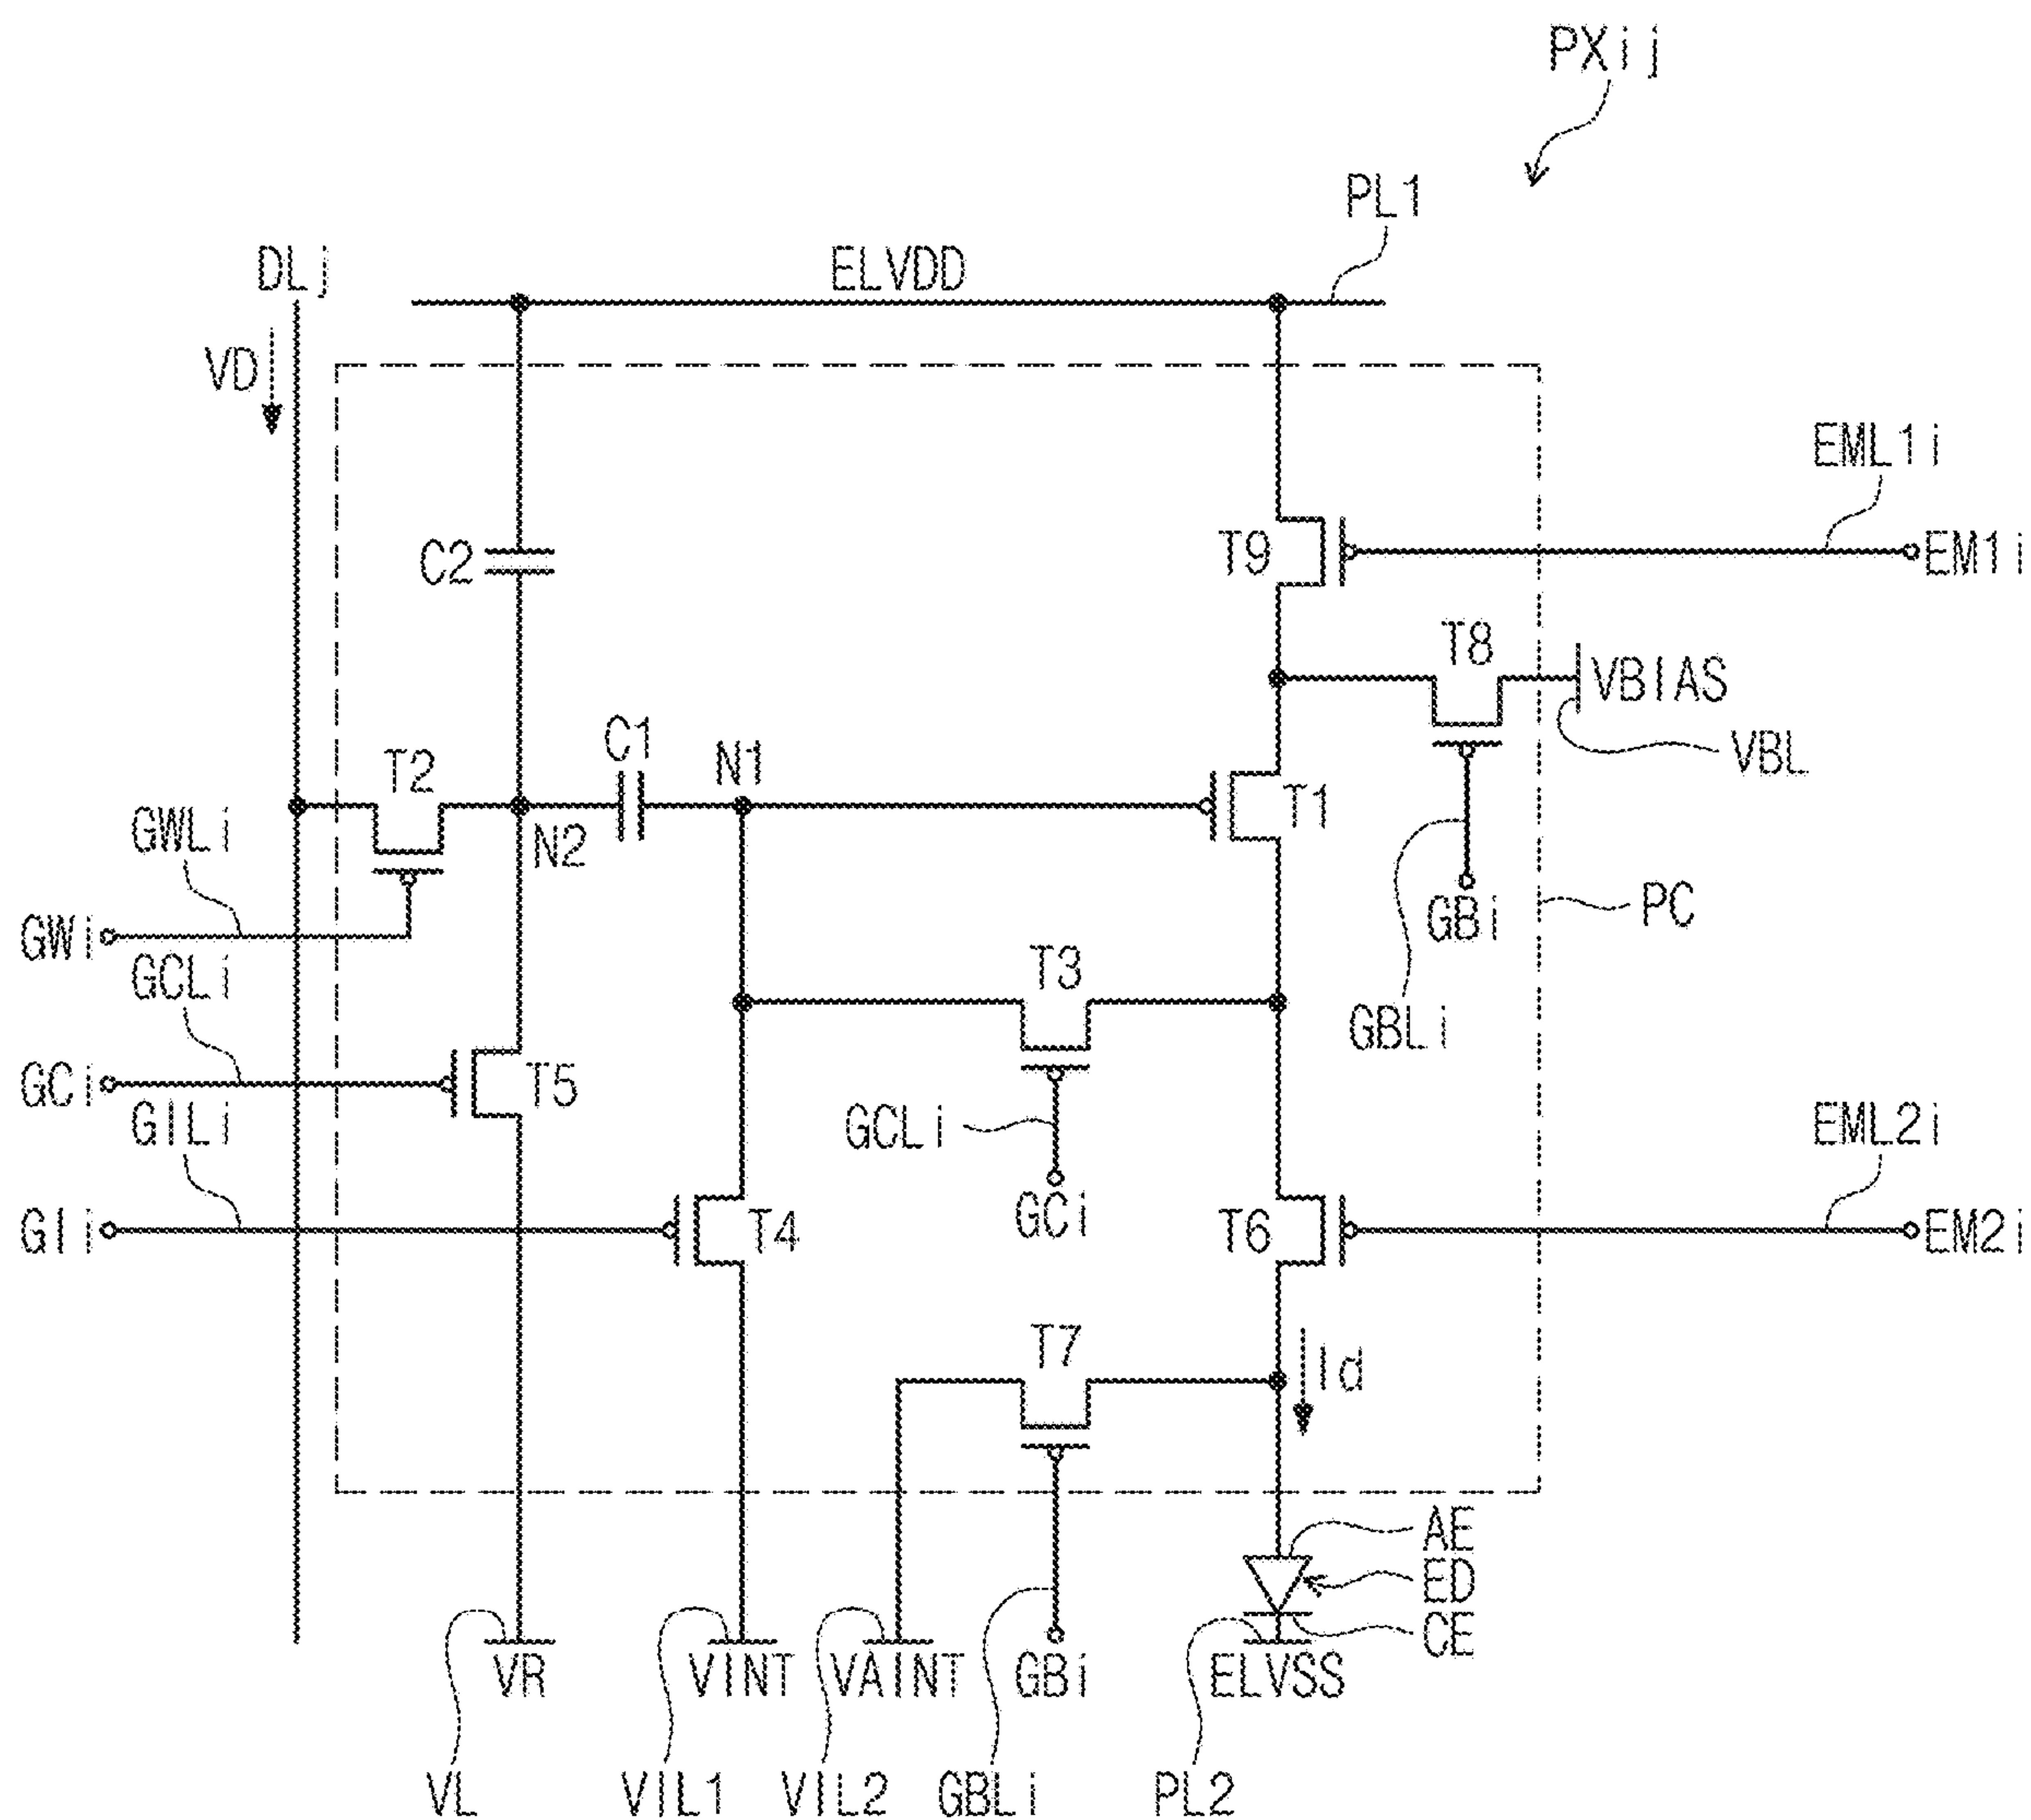 PXij
PL1
DLj
ELVDD
VD
EML1i
C2
T9
EM1i
T8
VBIAS
C1
N1
T2
VBL
T1
GWLi
N2
PC
GWi
GBi
T3
GCLi
GBLi
GCi
T5
GILi
GCLi
EML2i
GCi
GIi
T4
T6
EM2i
T7
Id
AE
ED
CE
VR
VINT
VAINT
GBi
ELVSS
VL
VIL1
VIL2
GBLi
PL2